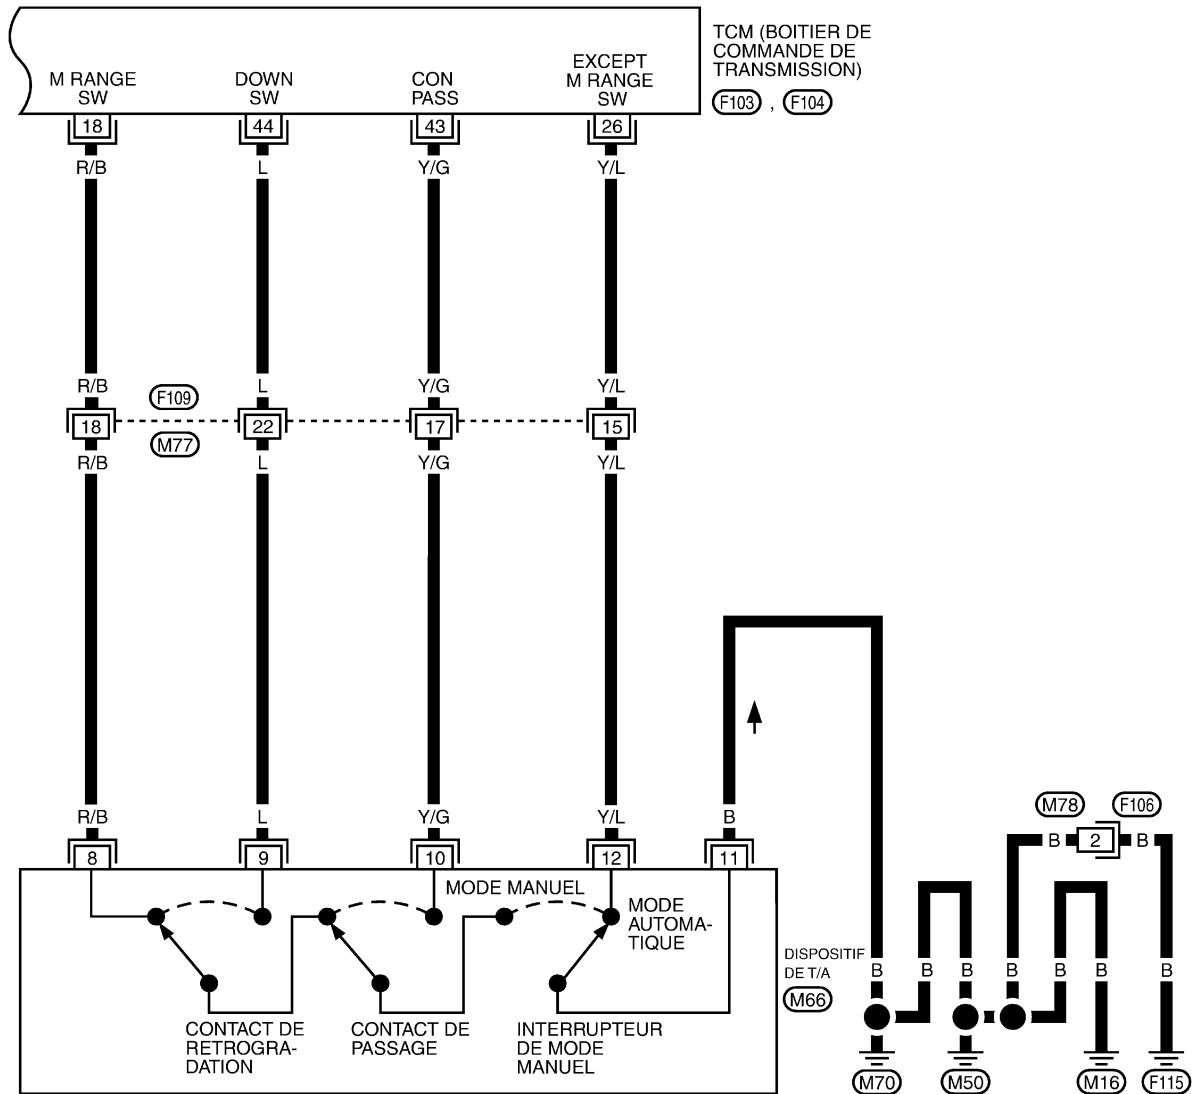 TCM (BOITIER DE
COMMANDE DE
TRANSMISSION)
F103 , F104
M RANGE
SW
DOWN
SW
CON
PASS
EXCEPT
M RANGE
SW
18 44 43 26
R/B L Y/G Y/L
R/B L Y/G Y/L
F109
18 22 17 15
M77
R/B L Y/G Y/L
R/B L Y/G Y/L B
8 9 10 12 11
MODE MANUEL
MODE
AUTOMA-
TIQUE
CONTACT DE
RETROGRA-
DATION
CONTACT DE
PASSAGE
INTERRUPTEUR
DE MODE
MANUEL
DISPOSITIF
DE T/A
M66
M78 F106
B 2 B
B B B B B B B
M70 M50 M16 F115